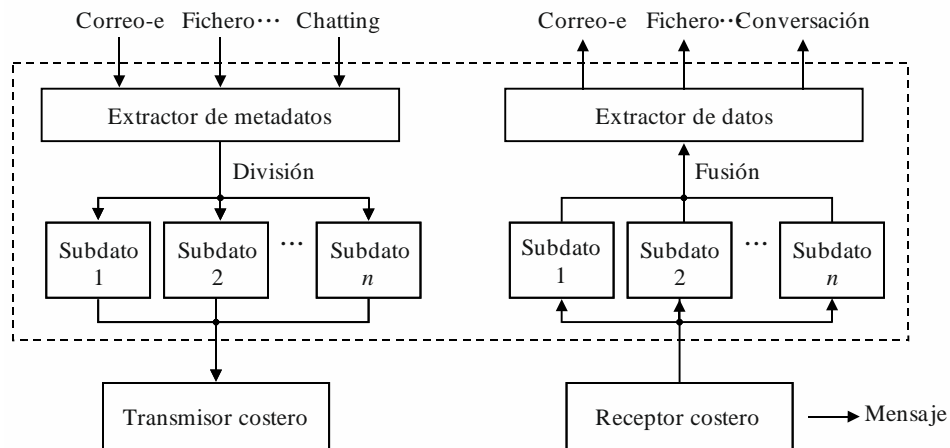 Correo-e Fichero··· Chatting
Correo-e Fichero···Conversación
Extractor de metadatos
Extractor de datos
División
Fusión
Subdato
1
Subdato
2
···
Subdato
n
Subdato
1
Subdato
2
···
Subdato
n
Transmisor costero
Receptor costero
Mensaje